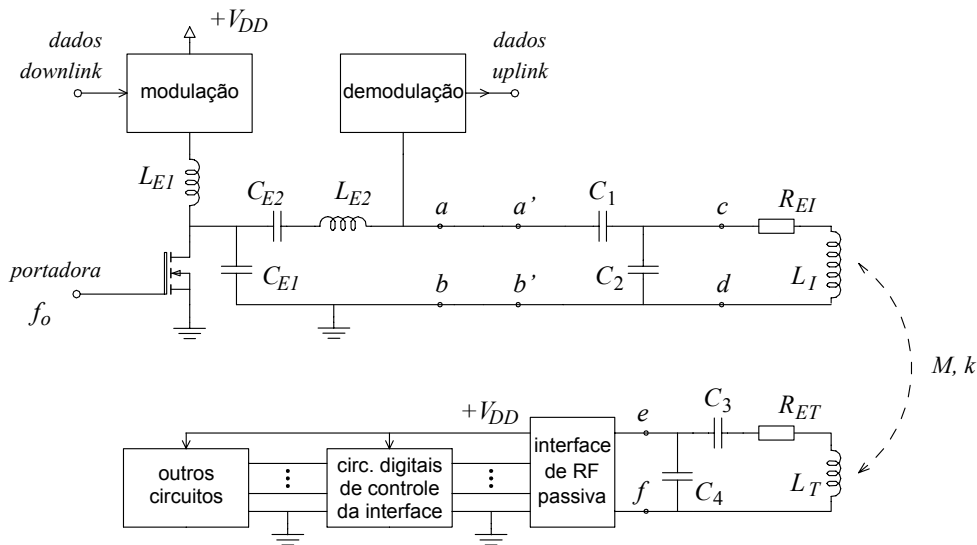 +V_DD
dados
downlink
modulação
demodulação
dados
uplink
L_E1
C_E2
L_E2
a
a’
C_1
c
R_EI
portadora
f_o
C_E1
b
b’
C_2
d
L_I
M, k
+V_DD
e
C_3
R_ET
outros
circuitos
circ. digitais
de controle
da interface
interface
de RF
passiva
f
C_4
L_T